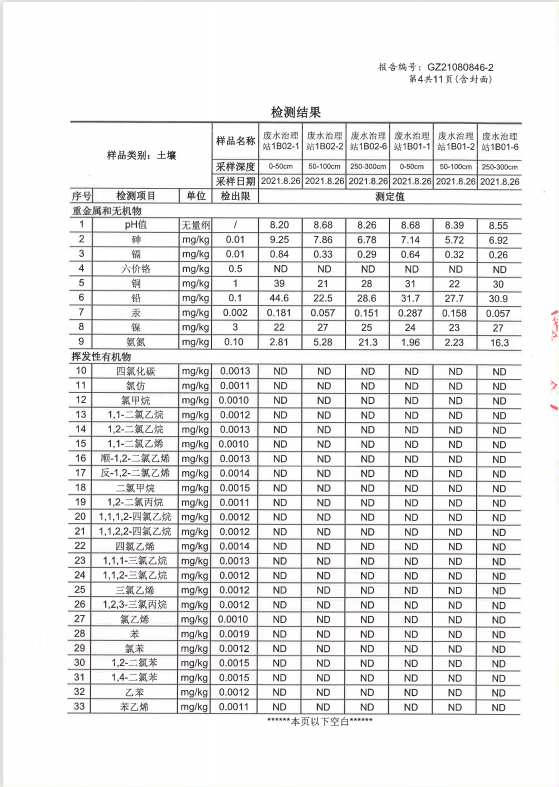 报告编号：GZ21080846-2
第4共11页(含封面)
检测结果
样品类别：土壤 样品名称 废水治理站1B02-1 废水治理站1B02-2 废水治理站1B02-6 废水治理站1B01-1 废水治理站1B01-2 废水治理站1B01-6
采样深度 0-50cm 50-100cm 250-300cm 0-50cm 50-100cm 250-300cm
采样日期 2021.8.26 2021.8.26 2021.8.26 2021.8.26 2021.8.26 2021.8.26
序号 检测项目 单位 检出限 测定值
重金属和无机物
1 pH值 无量纲 / 8.20 8.68 8.26 8.68 8.39 8.55
2 砷 mg/kg 0.01 9.25 7.86 6.78 7.14 5.72 6.92
3 镉 mg/kg 0.01 0.84 0.33 0.29 0.64 0.32 0.26
4 六价铬 mg/kg 0.5 ND ND ND ND ND ND
5 铜 mg/kg 1 39 21 28 31 22 30
6 铅 mg/kg 0.1 44.6 22.5 28.6 31.7 27.7 30.9
7 汞 mg/kg 0.002 0.181 0.057 0.151 0.287 0.158 0.057
8 镍 mg/kg 3 22 27 25 24 23 27
9 氨氮 mg/kg 0.10 2.81 5.28 21.3 1.96 2.23 16.3
挥发性有机物
10 四氯化碳 mg/kg 0.0013 ND ND ND ND ND ND
11 氯仿 mg/kg 0.0011 ND ND ND ND ND ND
12 氯甲烷 mg/kg 0.0010 ND ND ND ND ND ND
13 1,1-二氯乙烷 mg/kg 0.0012 ND ND ND ND ND ND
14 1,2-二氯乙烷 mg/kg 0.0013 ND ND ND ND ND ND
15 1,1-二氯乙烯 mg/kg 0.0010 ND ND ND ND ND ND
16 顺-1,2-二氯乙烯 mg/kg 0.0013 ND ND ND ND ND ND
17 反-1,2-二氯乙烯 mg/kg 0.0014 ND ND ND ND ND ND
18 二氯甲烷 mg/kg 0.0015 ND ND ND ND ND ND
19 1,2-二氯丙烷 mg/kg 0.0011 ND ND ND ND ND ND
20 1,1,1,2-四氯乙烷 mg/kg 0.0012 ND ND ND ND ND ND
21 1,1,2,2-四氯乙烷 mg/kg 0.0012 ND ND ND ND ND ND
22 四氯乙烯 mg/kg 0.0014 ND ND ND ND ND ND
23 1,1,1-三氯乙烷 mg/kg 0.0013 ND ND ND ND ND ND
24 1,1,2-三氯乙烷 mg/kg 0.0012 ND ND ND ND ND ND
25 三氯乙烯 mg/kg 0.0012 ND ND ND ND ND ND
26 1,2,3-三氯丙烷 mg/kg 0.0012 ND ND ND ND ND ND
27 氯乙烯 mg/kg 0.0010 ND ND ND ND ND ND
28 苯 mg/kg 0.0019 ND ND ND ND ND ND
29 氯苯 mg/kg 0.0012 ND ND ND ND ND ND
30 1,2-二氯苯 mg/kg 0.0015 ND ND ND ND ND ND
31 1,4-二氯苯 mg/kg 0.0015 ND ND ND ND ND ND
32 乙苯 mg/kg 0.0012 ND ND ND ND ND ND
33 苯乙烯 mg/kg 0.0011 ND ND ND ND ND ND
******本页以下空白******